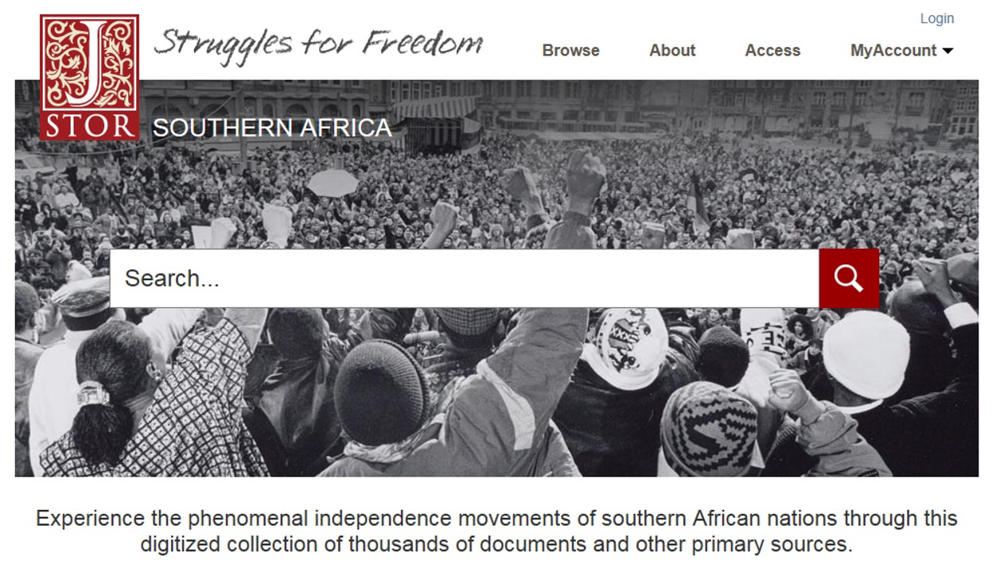 Login
J
STOR
Struggles for Freedom
Browse About Access MyAccount
SOUTHERN AFRICA
Search...
Experience the phenomenal independence movements of southern African nations through this
digitized collection of thousands of documents and other primary sources.